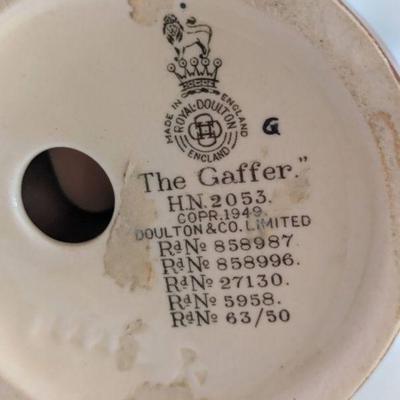 MADE IN ENGLAND
ROYAL·DOULTON
ENGLAND
G
The Gaffer."
H.N.2053.
COPR.1949.
DOULTON & CO. LIMITED
Rd No 858987.
Rd No 858996.
Rd No 27130.
Rd No 5958.
Rd No 63/50